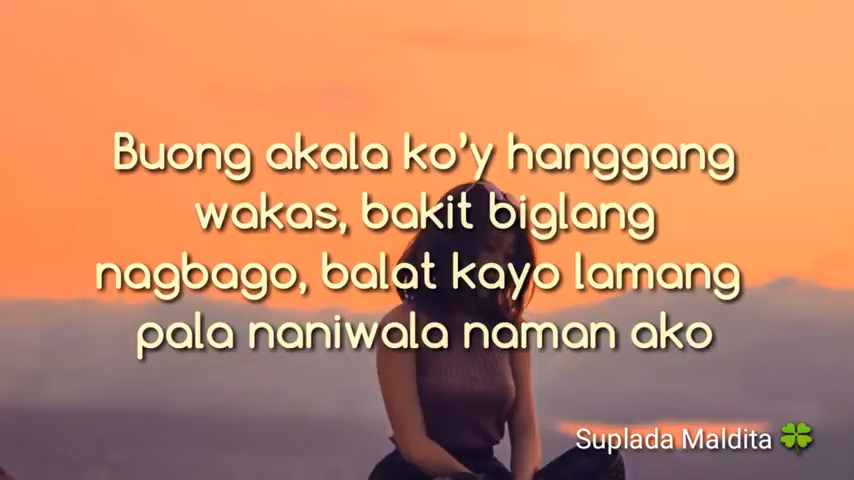 Buong akala ko'y hanggang
wakas, bakit biglang
nagbago, balat kayo lamang
pala naniwala naman ako
Suplada Maldita 🍀